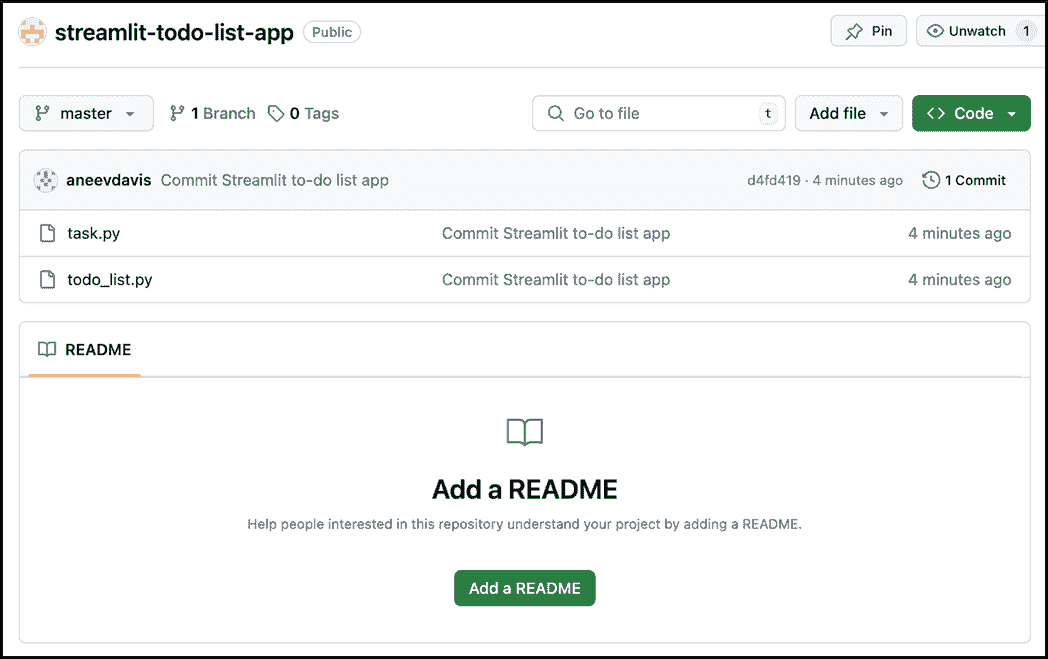 streamlit-todo-list-app Public Pin Unwatch 1
master 1 Branch 0 Tags Go to file t Add file Code
aneevdavis Commit Streamlit to-do list app d4fd419 · 4 minutes ago 1 Commit
task.py Commit Streamlit to-do list app 4 minutes ago
todo_list.py Commit Streamlit to-do list app 4 minutes ago
README
Add a README
Help people interested in this repository understand your project by adding a README.
Add a README